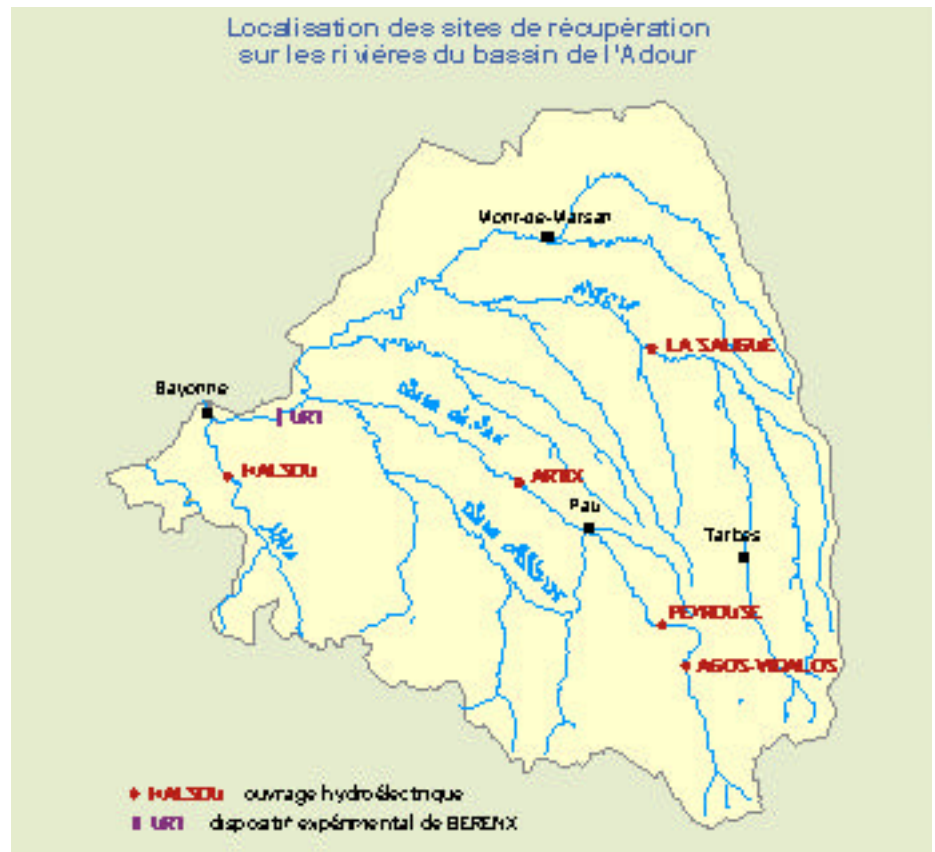 Localisation des sites de récupération
sur les rivières du bassin de l'Adour
Mont-de-Marsan
LA SALIGUE
Bayonne
URT
HALSOU
ARTIX
Pau
Tarbes
PEYROUSE
AGOS-VIDALOS
HALSOU ouvrage hydroélectrique
URT dispositif expérimental de BERENX